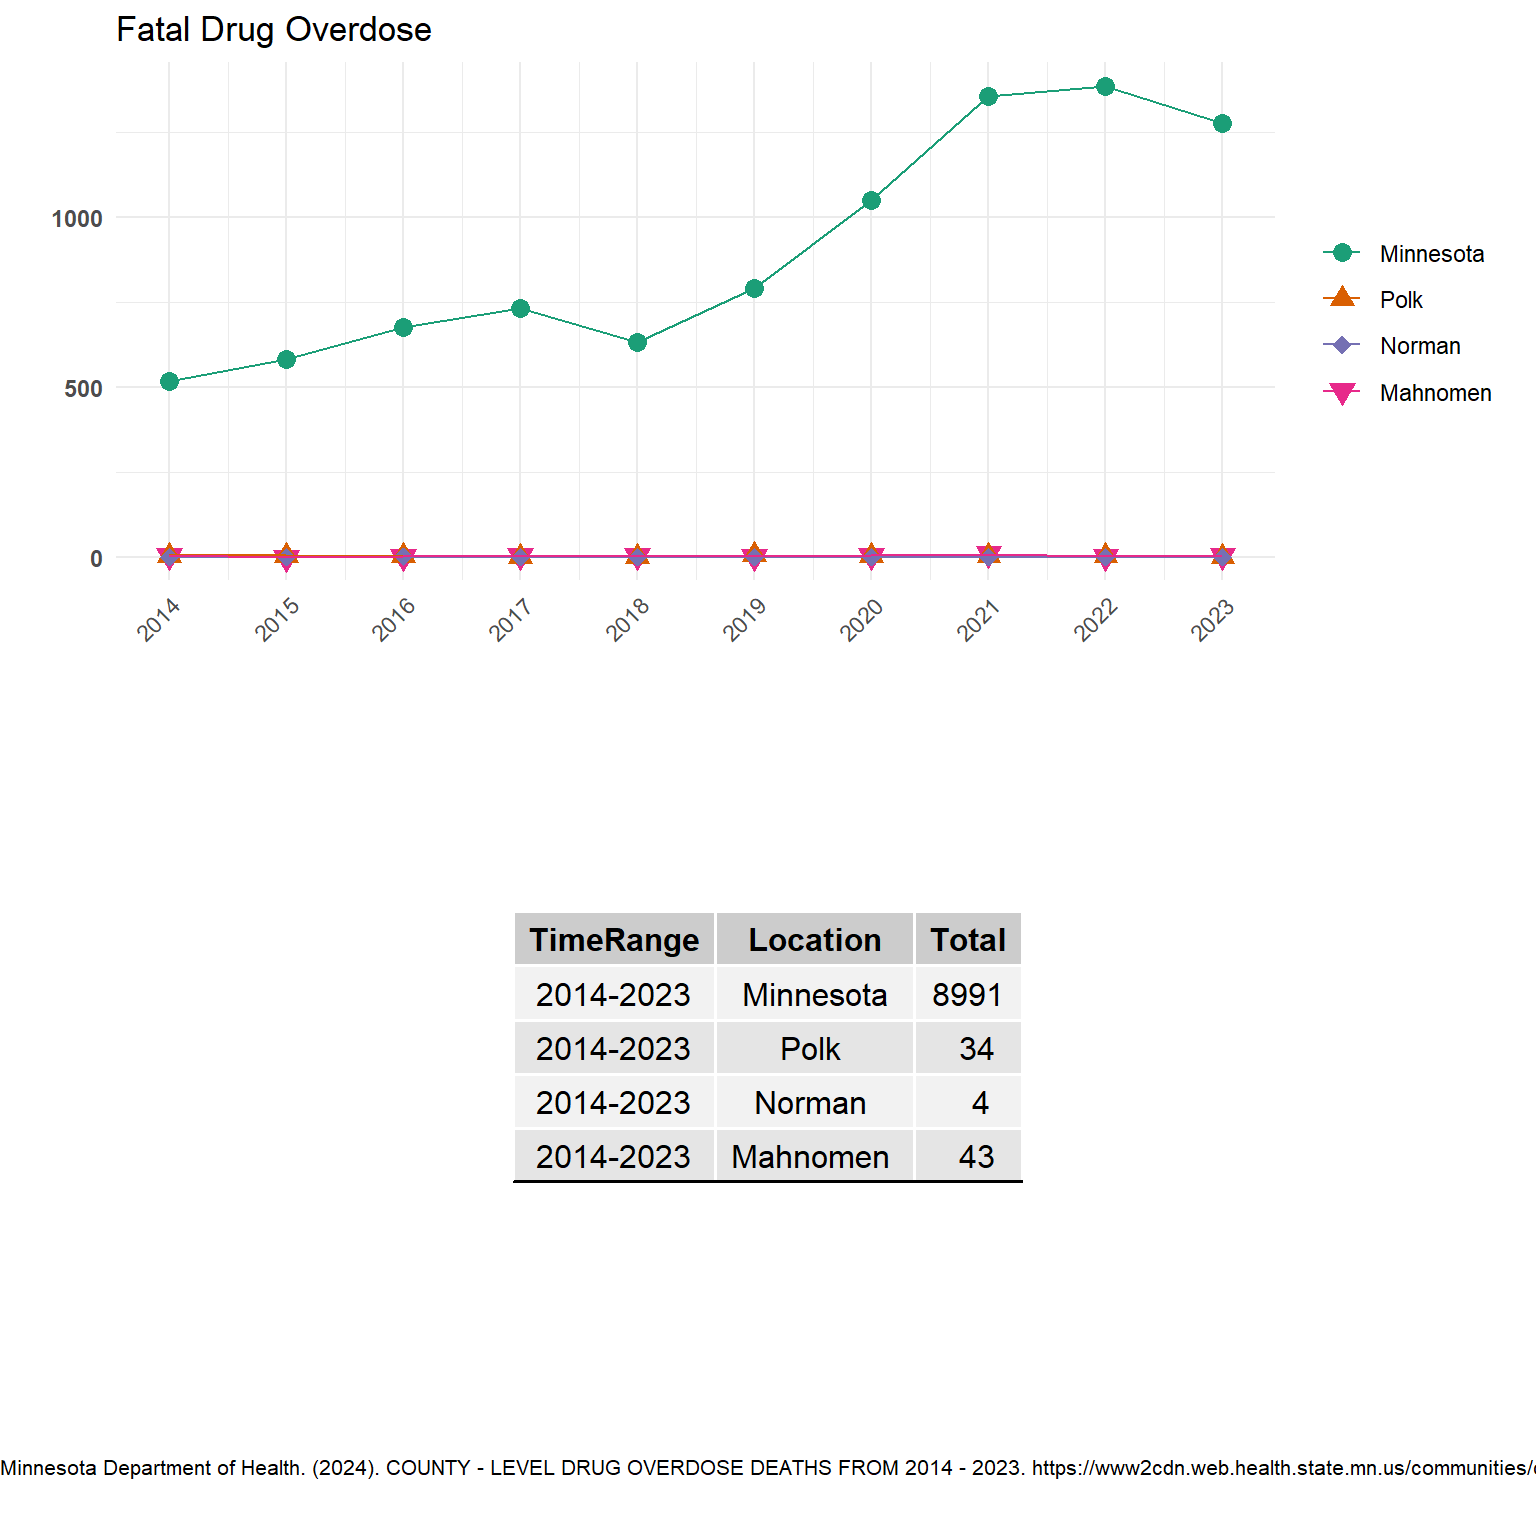 Fatal Drug Overdose
1000
500
0
2014
2015
2016
2017
2018
2019
2020
2021
2022
2023
Minnesota
Polk
Norman
Mahnomen
TimeRange Location Total
2014-2023 Minnesota 8991
2014-2023 Polk 34
2014-2023 Norman 4
2014-2023 Mahnomen 43
Minnesota Department of Health. (2024). COUNTY - LEVEL DRUG OVERDOSE DEATHS FROM 2014 - 2023. https://www2cdn.web.health.state.mn.us/communities/